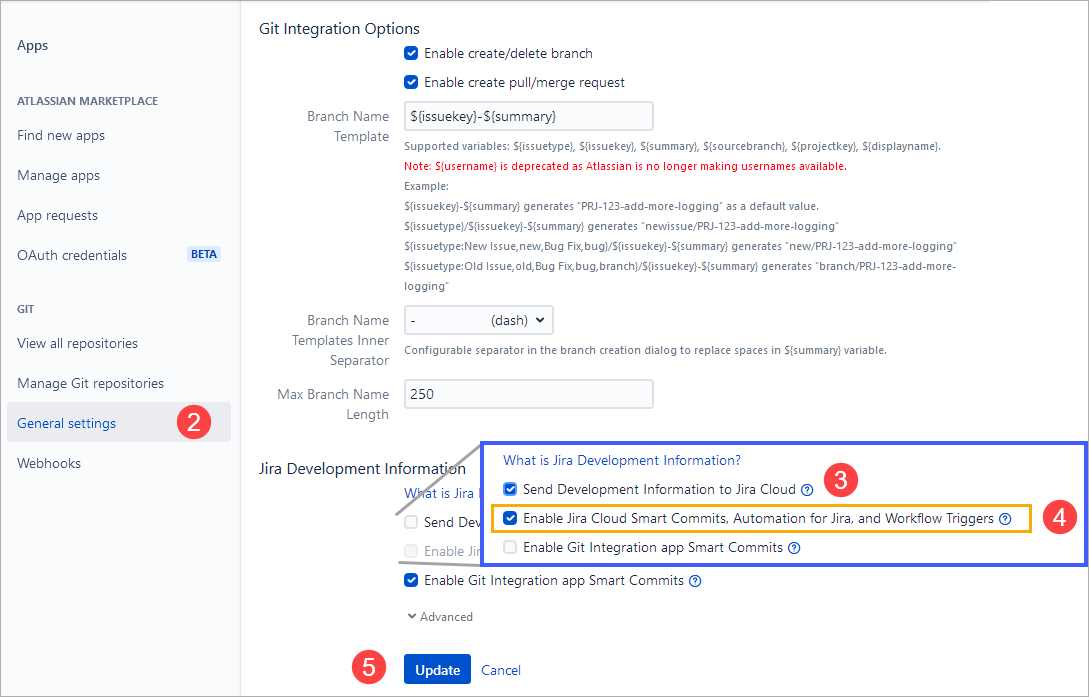 Apps
ATLASSIAN MARKETPLACE
Find new apps
Manage apps
App requests
OAuth credentials BETA
GIT
View all repositories
Manage Git repositories
General settings 2
Webhooks
Git Integration Options
Enable create/delete branch
Enable create pull/merge request
Branch Name
Template
${issuekey}-${summary}
Supported variables: ${issuetype}, ${issuekey}, ${summary}, ${sourcebranch}, ${projectkey}, ${displayname}.
Note: ${username} is deprecated as Atlassian is no longer making usernames available.
Example:
${issuekey}-${summary} generates "PRJ-123-add-more-logging" as a default value.
${issuetype}/${issuekey}-${summary} generates "newissue/PRJ-123-add-more-logging"
${issuetype:New Issue,new,Bug Fix,bug}/${issuekey}-${summary} generates "new/PRJ-123-add-more-logging"
${issuetype:Old Issue,old,Bug Fix,bug,branch}/${issuekey}-${summary} generates "branch/PRJ-123-add-more-
logging"
Branch Name
Templates Inner
Separator
- (dash)
Configurable separator in the branch creation dialog to replace spaces in ${summary} variable.
Max Branch Name
Length
250
Jira Development Information
What is Jira
Send Dev
Enable Jir
What is Jira Development Information?
Send Development Information to Jira Cloud 3
Enable Jira Cloud Smart Commits, Automation for Jira, and Workflow Triggers 4
Enable Git Integration app Smart Commits
Enable Git Integration app Smart Commits
Advanced
5 Update Cancel